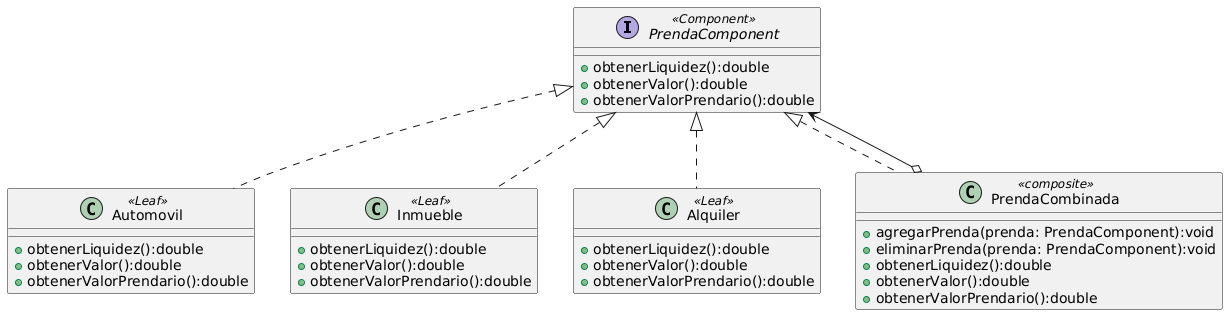 I
«Component»
PrendaComponent
obtenerLiquidez():double
obtenerValor():double
obtenerValorPrendario():double
C
«Leaf»
Automovil
obtenerLiquidez():double
obtenerValor():double
obtenerValorPrendario():double
C
«Leaf»
Inmueble
obtenerLiquidez():double
obtenerValor():double
obtenerValorPrendario():double
C
«Leaf»
Alquiler
obtenerLiquidez():double
obtenerValor():double
obtenerValorPrendario():double
C
«composite»
PrendaCombinada
agregarPrenda(prenda: PrendaComponent):void
eliminarPrenda(prenda: PrendaComponent):void
obtenerLiquidez():double
obtenerValor():double
obtenerValorPrendario():double